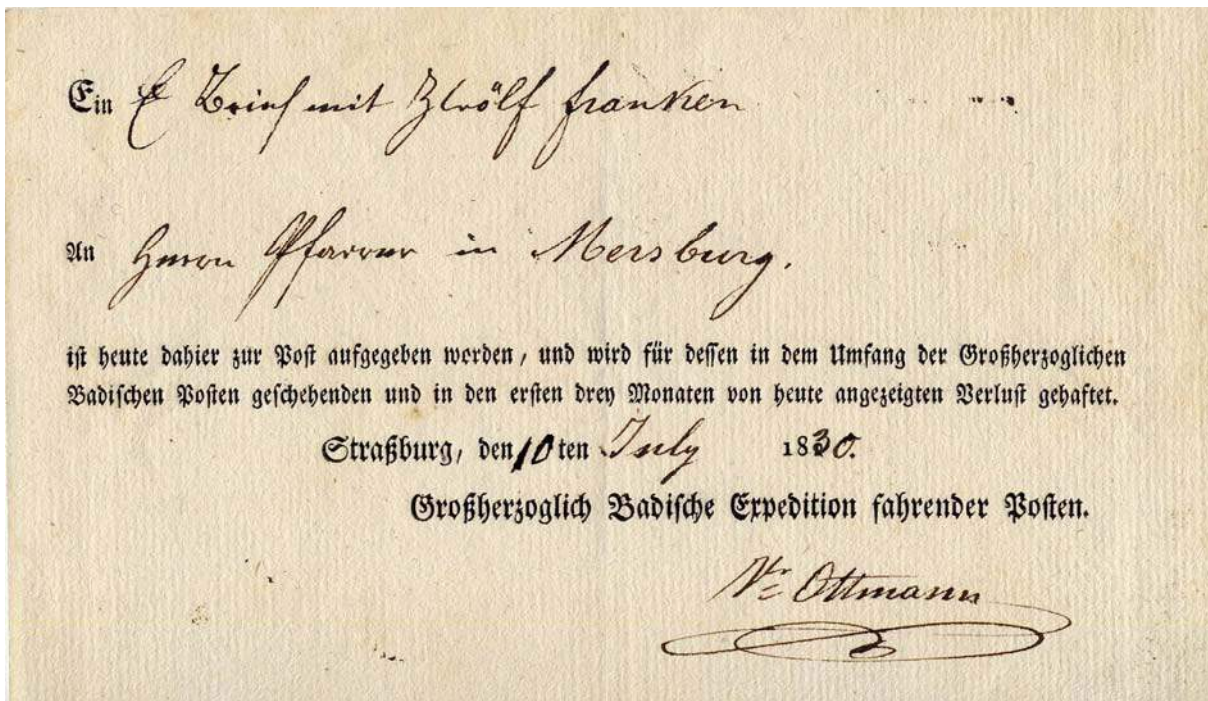 Ein Brief mit Zwölf franken
An Herrn Pfarrer in Mersburg.
ist heute dahier zur Post aufgegeben worden, und wird für dessen in dem Umfang der Großherzoglichen
Badischen Posten geschehenden und in den ersten drey Monaten von heute angezeigten Verlust gehaftet.
Straßburg, den 10ten July 1830.
Großherzoglich Badische Expedition fahrender Posten.
Ottmann